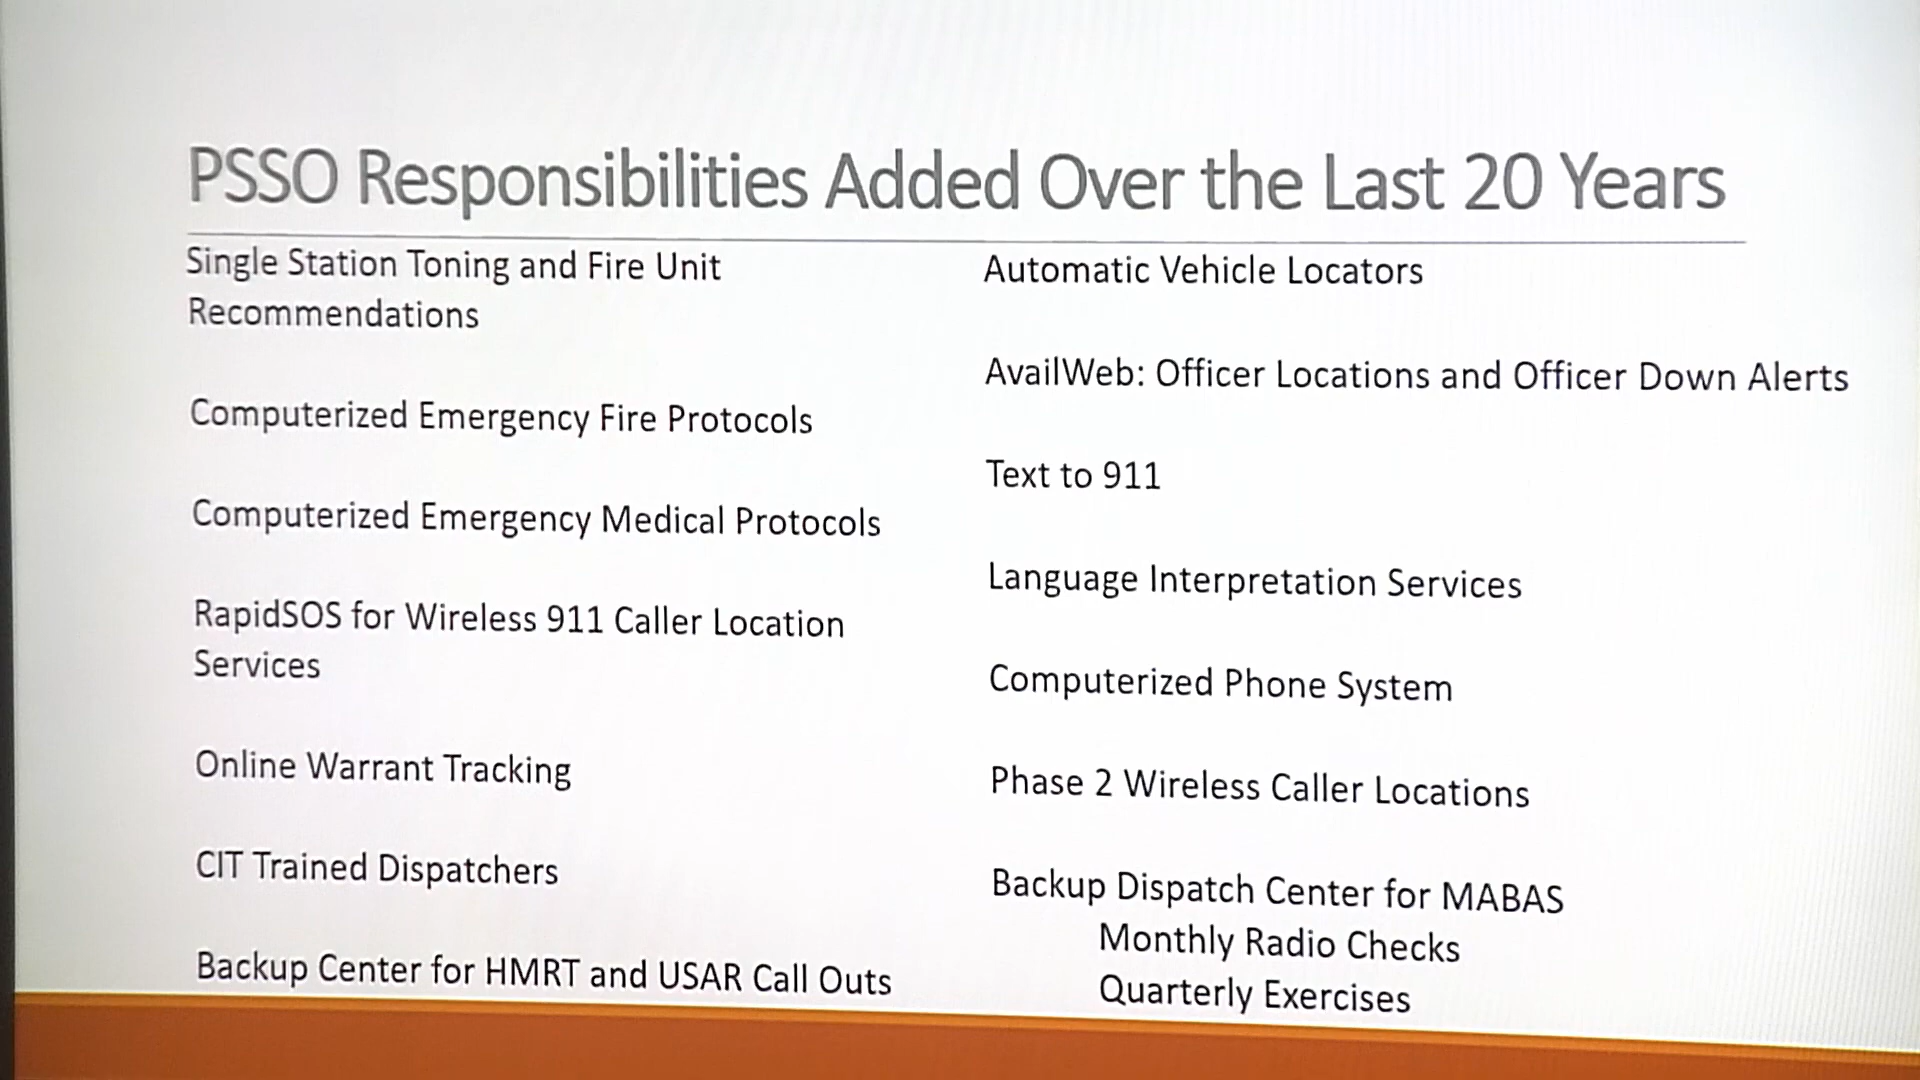 PSSO Responsibilities Added Over the Last 20 Years
Single Station Toning and Fire Unit
Recommendations
Computerized Emergency Fire Protocols
Computerized Emergency Medical Protocols
RapidSOS for Wireless 911 Caller Location
Services
Online Warrant Tracking
CIT Trained Dispatchers
Backup Center for HMRT and USAR Call Outs
Automatic Vehicle Locators
AvailWeb: Officer Locations and Officer Down Alerts
Text to 911
Language Interpretation Services
Computerized Phone System
Phase 2 Wireless Caller Locations
Backup Dispatch Center for MABAS
Monthly Radio Checks
Quarterly Exercises